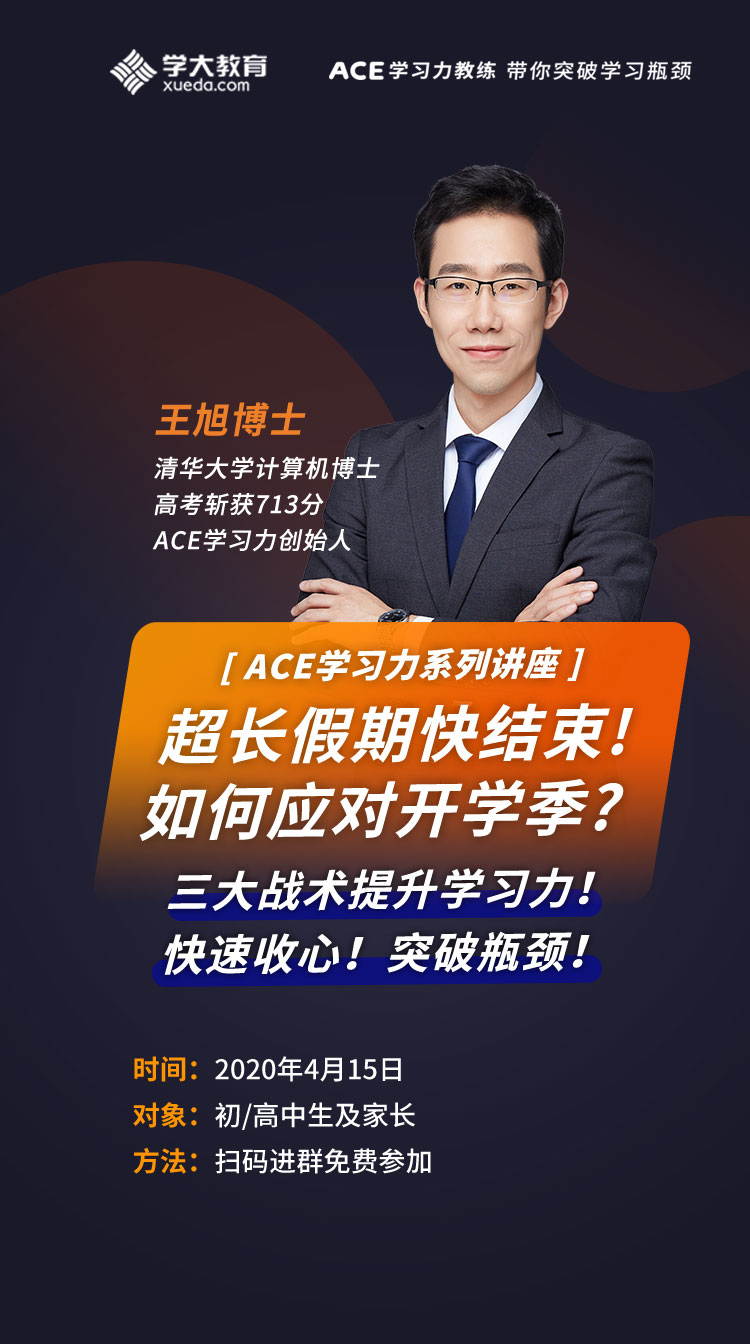 学大教育
xueda.com
ACE学习力教练 带你突破学习瓶颈
王旭博士
清华大学计算机博士
高考斩获713分
ACE学习力创始人
[ ACE学习力系列讲座 ]
超长假期快结束!
如何应对开学季?
三大战术提升学习力!
快速收心!突破瓶颈!
时间:2020年4月15日
对象:初/高中生及家长
方法:扫码进群免费参加